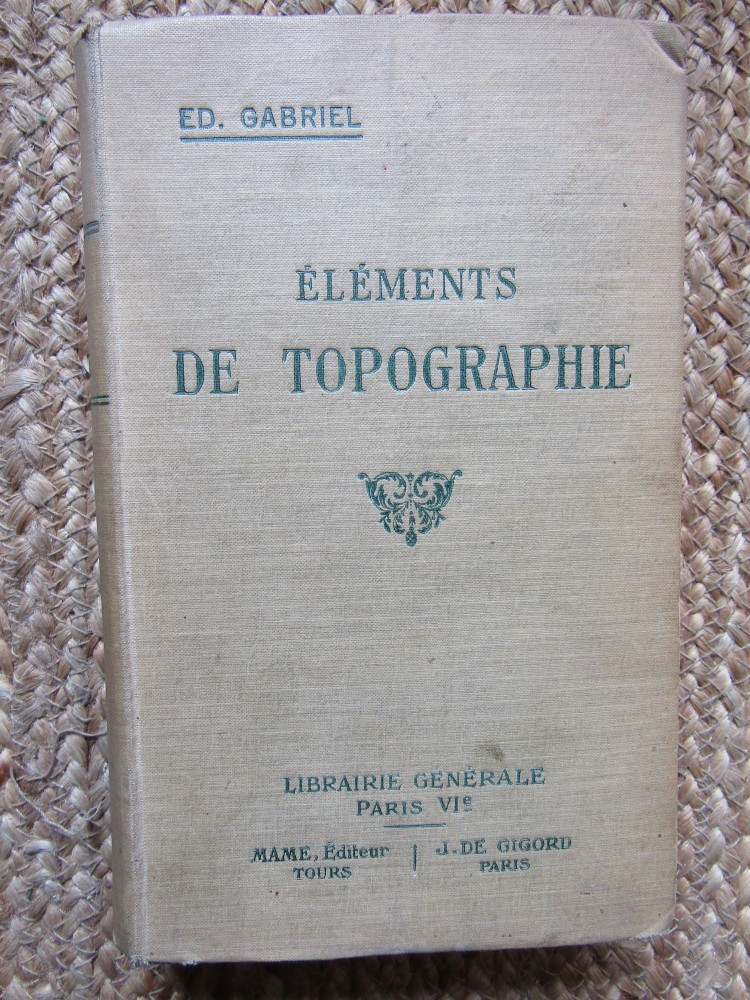 ED. GABRIEL
ÉLÉMENTS
DE TOPOGRAPHIE
LIBRAIRIE GÉNÉRALE
PARIS VIe
MAME, Éditeur | J. DE GIGORD
TOURS | PARIS